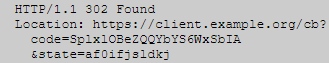 HTTP/1.1 302 Found
Location: https://client.example.org/cb?
code=SplxlOBeZQQYbYS6WxSbIA
&state=af0ifjsldkj